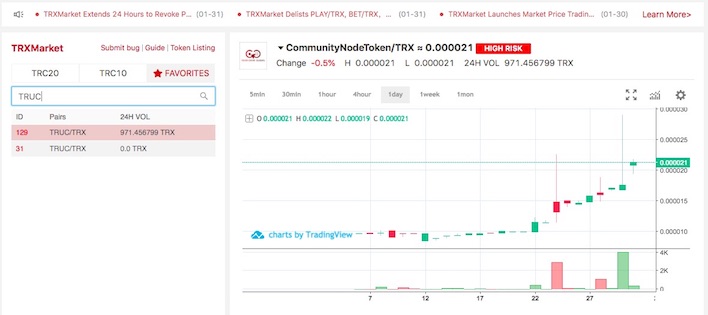 TRXMarket Extends 24 Hours to Revoke P... (01-31) TRXMarket Delists PLAY/TRX, BET/TRX, ... (01-31) TRXMarket Launches Market Price Tradin... (01-30) Learn More>
TRXMarket Submit bug | Guide | Token Listing
TRC20 TRC10 FAVORITES
TRUC
ID Pairs 24H VOL
129 TRUC/TRX 971.456799 TRX
31 TRUC/TRX 0.0 TRX
CommunityNodeToken/TRX ≈ 0.000021 HIGH RISK
Change -0.5% H 0.000021 L 0.000021 24H VOL 971.456799 TRX
5min 30min 1hour 4hour 1day 1week 1mon
O 0.000021 H 0.000022 L 0.000019 C 0.000021
0.000030
0.000025
0.000021
0.000020
0.000015
0.000010
charts by TradingView
4K
2K
0.00
7 12 17 22 27